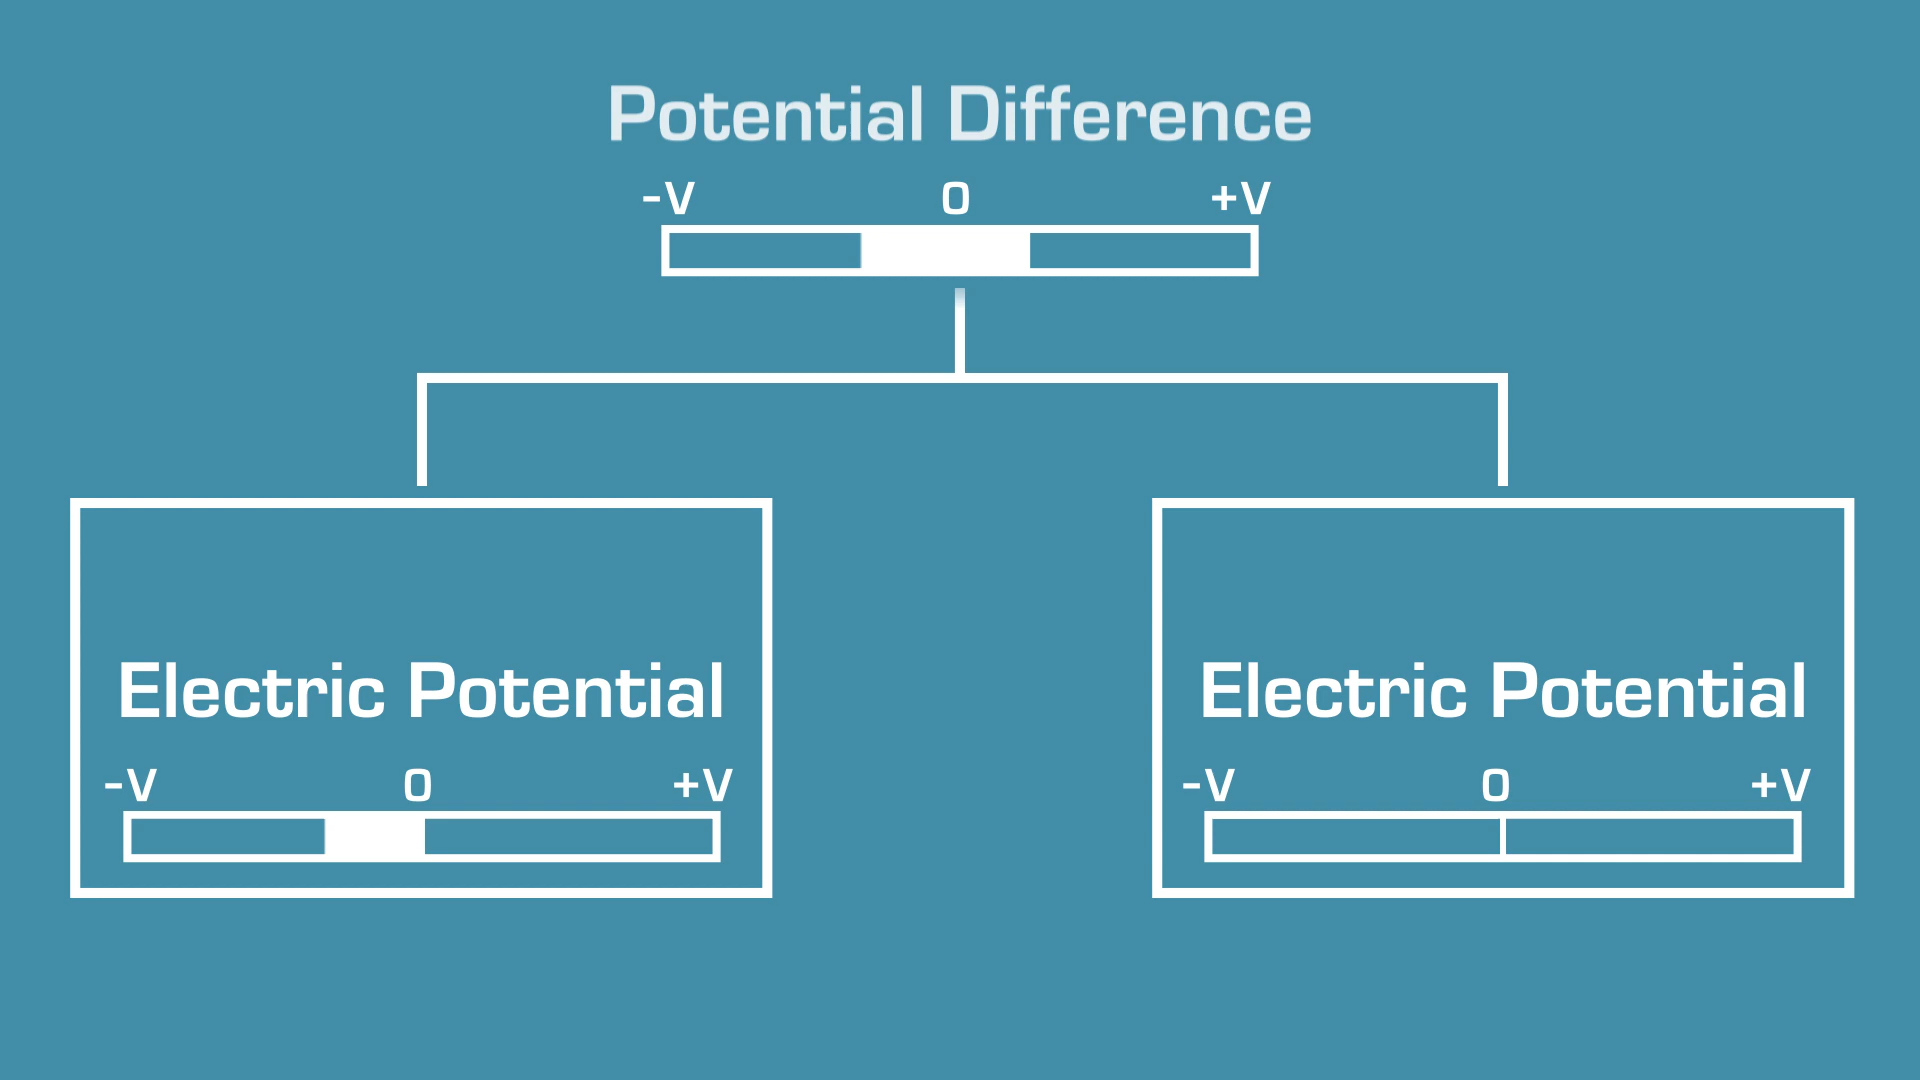 Potential Difference
-V 0 +V
Electric Potential
-V 0 +V
Electric Potential
-V 0 +V